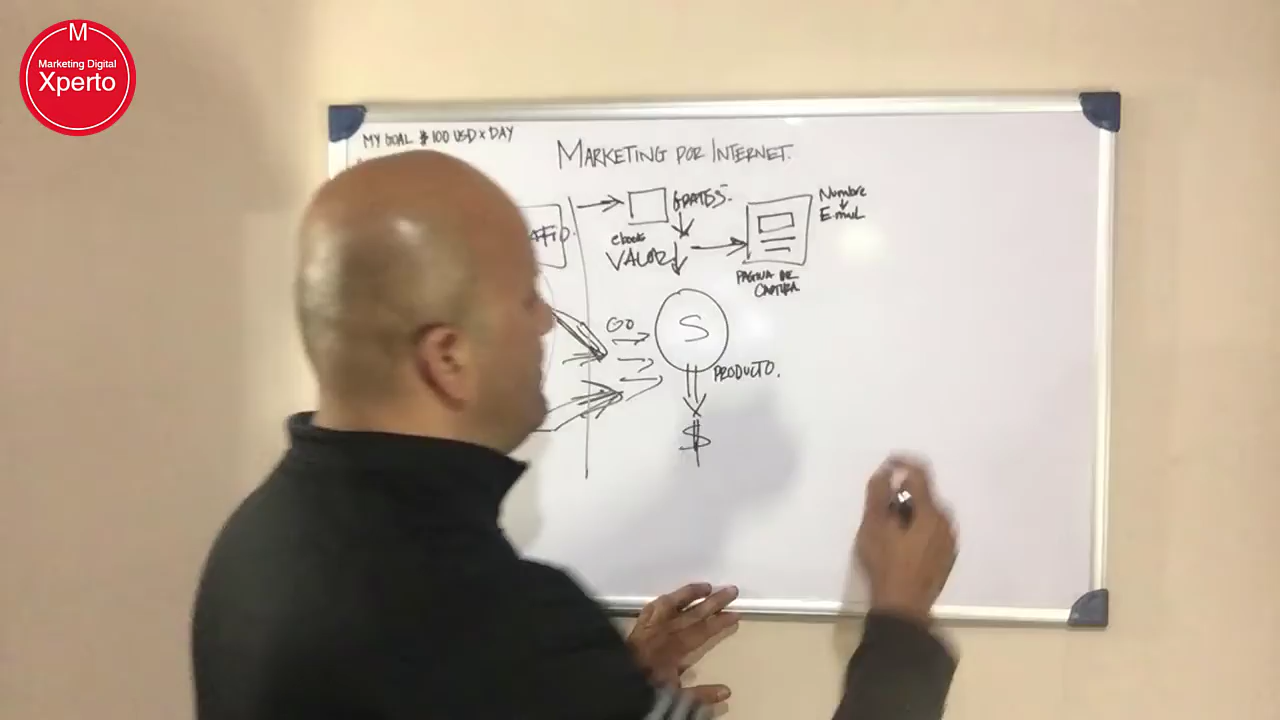 M
Marketing Digital
Xperto
MY GOAL $100 USD x DAY
MARKETING POR INTERNET.
GRATIS.
Nombre
Email
ebook
VALOR
PAGINA DE
CAPTURA
GO
S
PRODUCTO.
$